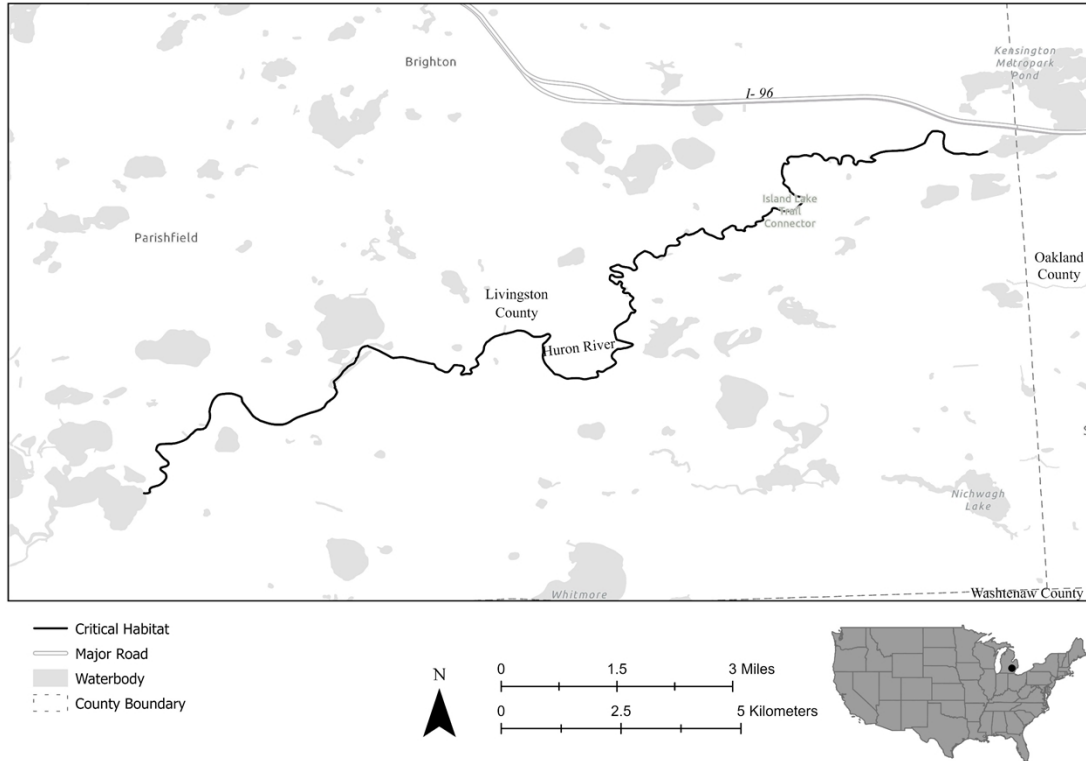 Kensington
Metropark
Pond
Brighton
I- 96
Island Lake
Trail
Connector
Parishfield
Oakland
County
Livingston
County
Huron River
S
Nichwagh
Lake
Whitmore
Washtenaw County
Critical Habitat
Major Road
Waterbody
County Boundary
N
0 1.5 3 Miles
0 2.5 5 Kilometers